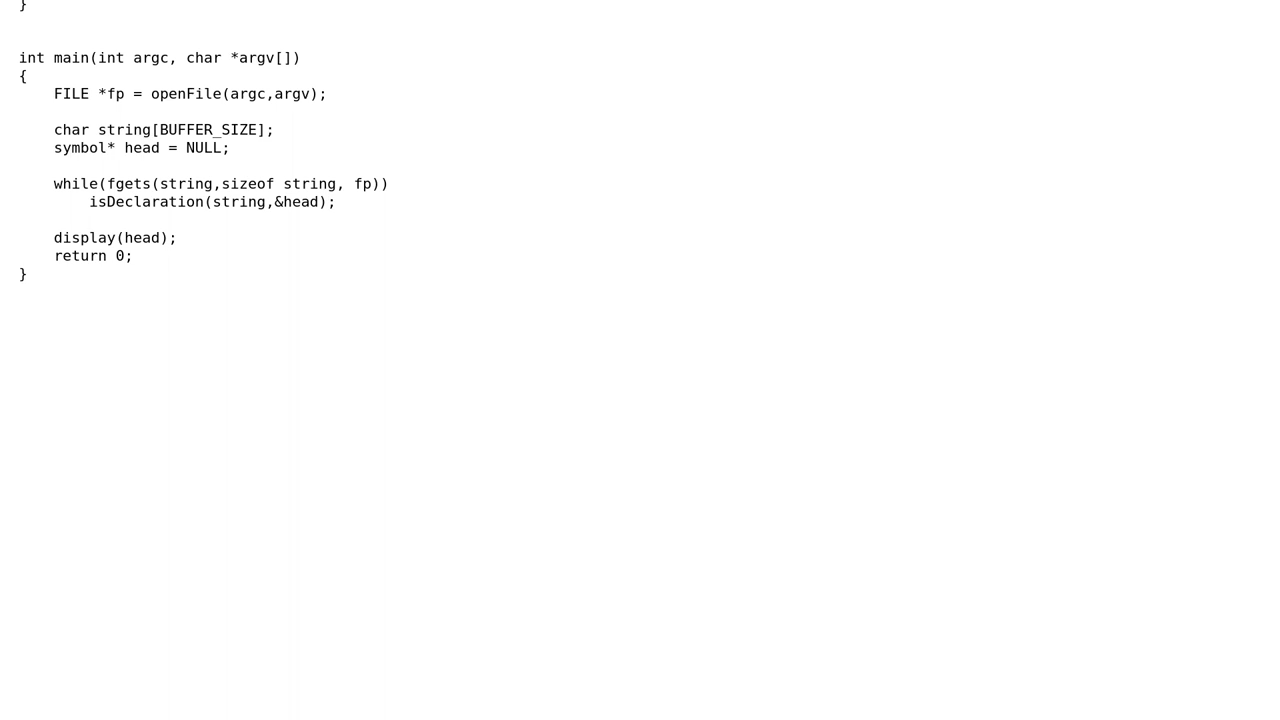 }
int main(int argc, char *argv[])
{
    FILE *fp = openFile(argc,argv);
    char string[BUFFER_SIZE];
    symbol* head = NULL;
    while(fgets(string,sizeof string, fp))
        isDeclaration(string,&head);
    display(head);
    return 0;
}